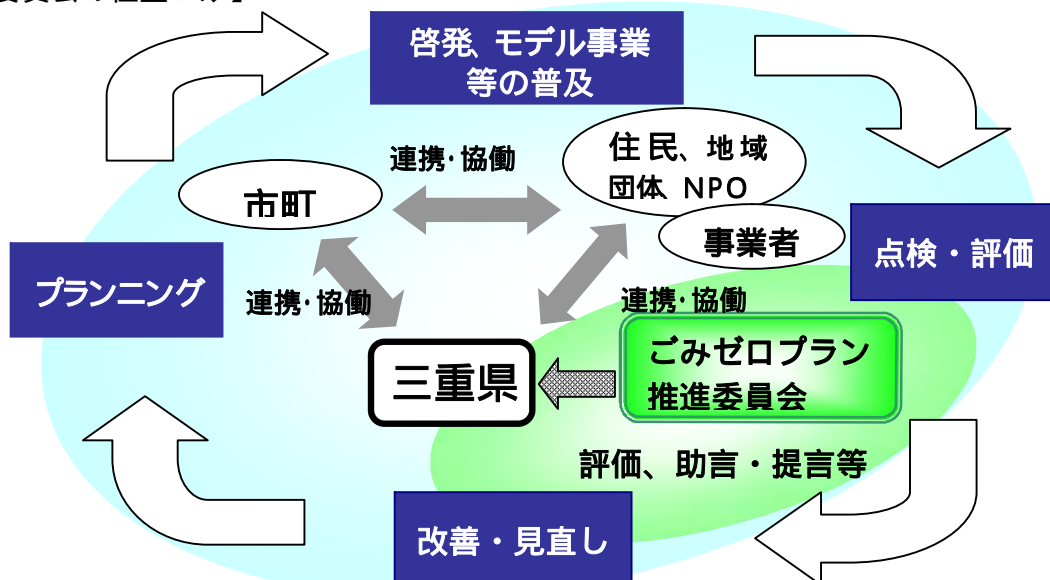 啓発、モデル事業
等の普及
連携・協働
住民、地域
団体、NPO
市町
事業者
点検・評価
プランニング
連携・協働
連携・協働
ごみゼロプラン
推進委員会
三重県
評価、助言・提言等
改善・見直し